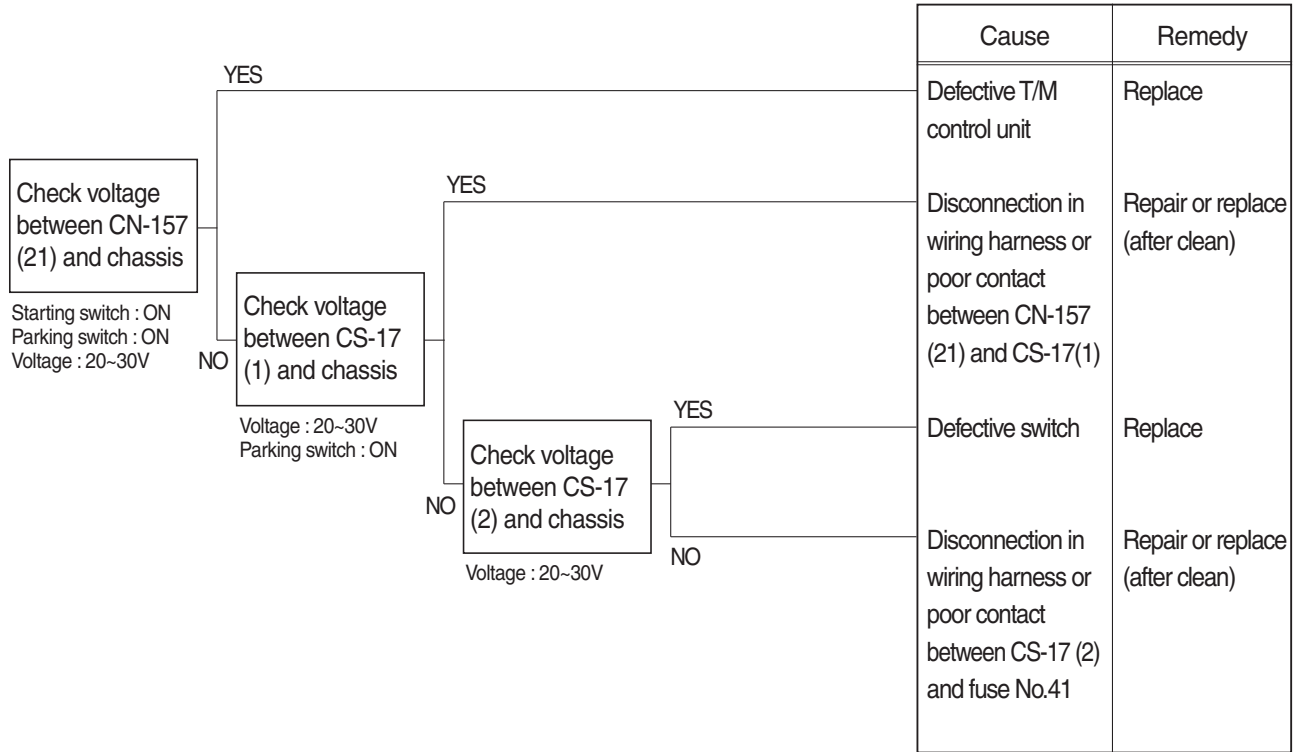 Cause
Remedy
YES
Defective T/M
control unit
Replace
Check voltage
between CN-157
(21) and chassis
Starting switch : ON
Parking switch : ON
Voltage : 20~30V
NO
YES
Disconnection in
wiring harness or
poor contact
between CN-157
(21) and CS-17(1)
Repair or replace
(after clean)
Check voltage
between CS-17
(1) and chassis
Voltage : 20~30V
Parking switch : ON
NO
YES
Defective switch
Replace
Check voltage
between CS-17
(2) and chassis
Voltage : 20~30V
NO
Disconnection in
wiring harness or
poor contact
between CS-17 (2)
and fuse No.41
Repair or replace
(after clean)